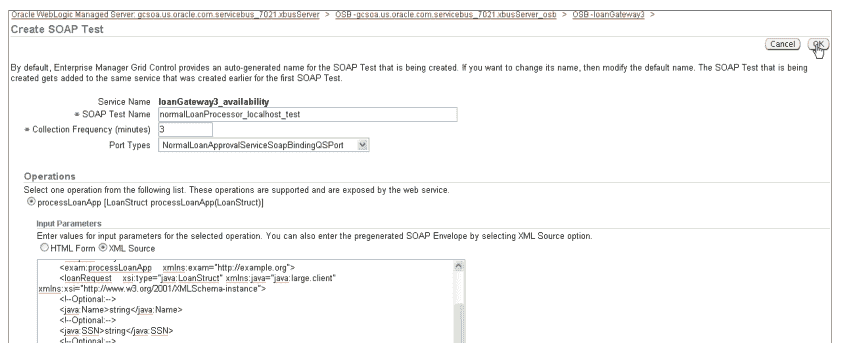 Oracle WebLogic Managed Server: gcsoa.us.oracle.com.servicebus_7021.xbusServer > OSB-gcsoa.us.oracle.com.servicebus_7021.xbusServer_osb > OSB-loanGateway3 >
Create SOAP Test
Cancel OK
By default, Enterprise Manager Grid Control provides an auto-generated name for the SOAP Test that is being created. If you want to change its name, then modify the default name. The SOAP Test that is being
created gets added to the same service that was created earlier for the first SOAP Test.
Service Name loanGateway3_availability
* SOAP Test Name normalLoanProcessor_localhost_test
* Collection Frequency (minutes) 3
Port Types NormalLoanApprovalServiceSoapBindingQSPort
Operations
Select one operation from the following list. These operations are supported and are exposed by the web service.
processLoanApp [LoanStruct processLoanApp(LoanStruct)]
Input Parameters
Enter values for input parameters for the selected operation. You can also enter the pregenerated SOAP Envelope by selecting XML Source option.
HTML Form XML Source
<exam:processLoanApp xmlns:exam="http://example.org">
<loanRequest xsi:type="java:LoanStruct" xmlns:java="java:large.client"
xmlns:xsi="http://www.w3.org/2001/XMLSchema-instance">
<!--Optional:-->
<java:Name>string</java:Name>
<!--Optional:-->
<java:SSN>string</java:SSN>
<!--Optional:-->